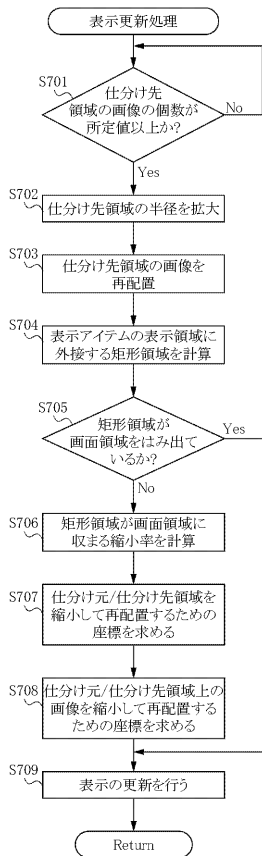 表示更新処理
S701
仕分け先
領域の画像の個数が
所定値以上か?
No
Yes
S702
仕分け先領域の半径を拡大
S703
仕分け先領域の画像を
再配置
S704
表示アイテムの表示領域に
外接する矩形領域を計算
S705
矩形領域が
画面領域をはみ出て
いるか?
Yes
No
S706
矩形領域が画面領域に
収まる縮小率を計算
S707
仕分け元/仕分け先領域を
縮小して再配置するための
座標を求める
S708
仕分け元/仕分け先領域上の
画像を縮小して再配置する
ための座標を求める
S709
表示の更新を行う
Return